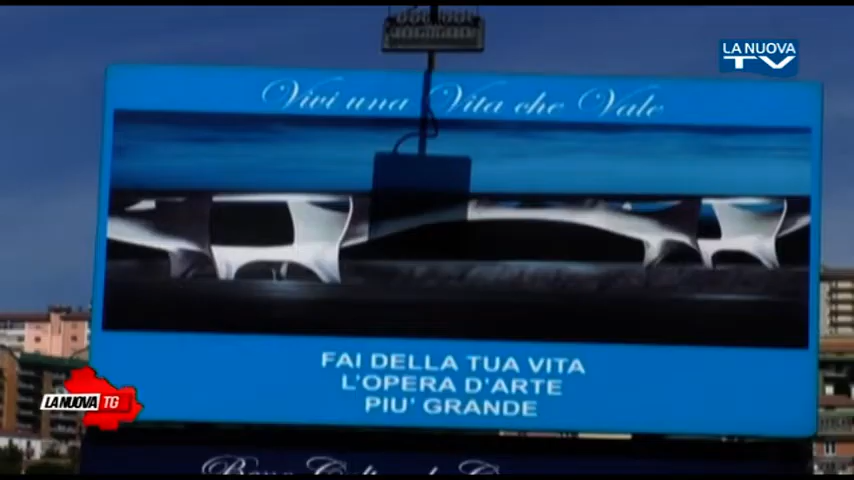 LA NUOVA
TV
Vivi una Vita che Vale
FAI DELLA TUA VITA
L'OPERA D'ARTE
PIU' GRANDE
LA NUOVA TG